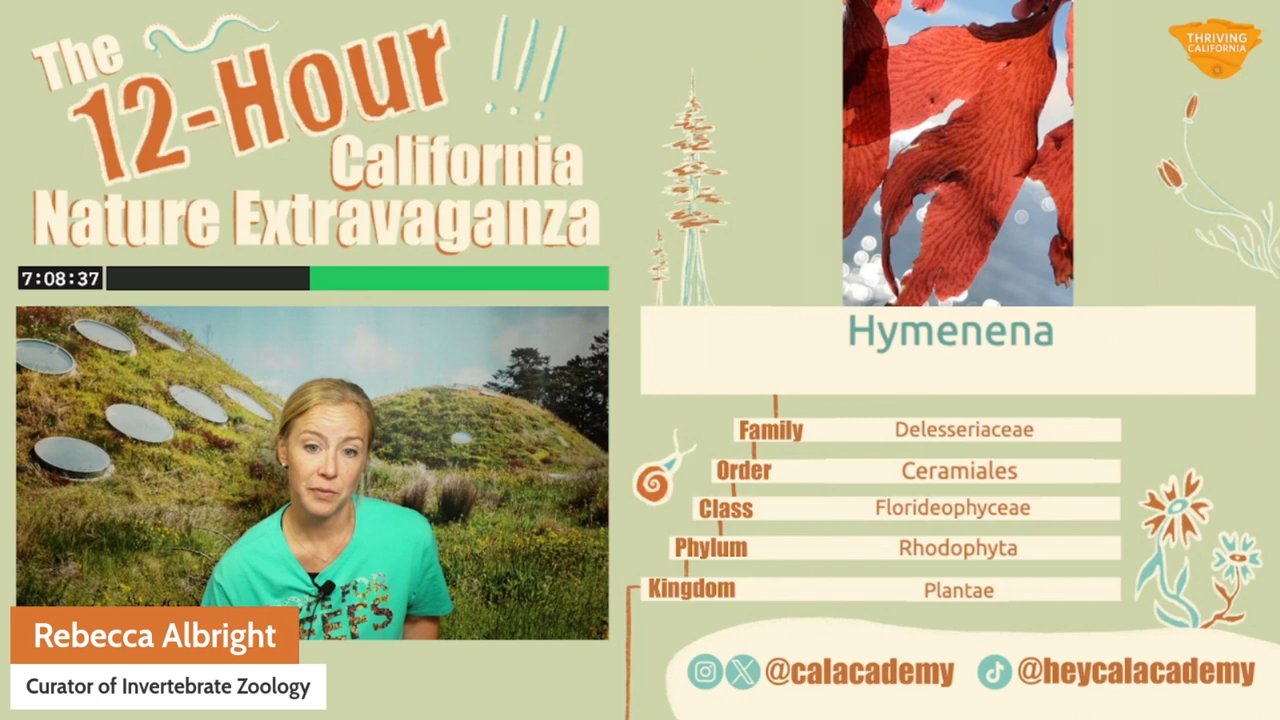 The
12-Hour
California
Nature Extravaganza
!!!
7:08:37
Rebecca Albright
Curator of Invertebrate Zoology
THRIVING
CALIFORNIA
Hymenena
Family Delesseriaceae
Order Ceramiales
Class Florideophyceae
Phylum Rhodophyta
Kingdom Plantae
@calacademy @heycalacademy